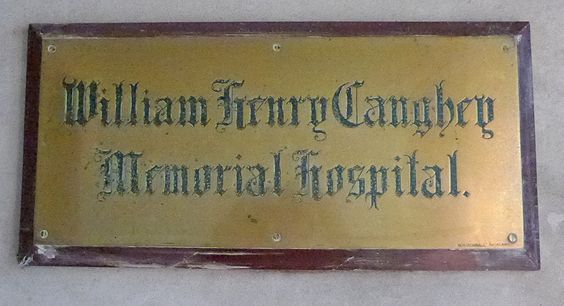 William Henry Caughey
Memorial Hospital.